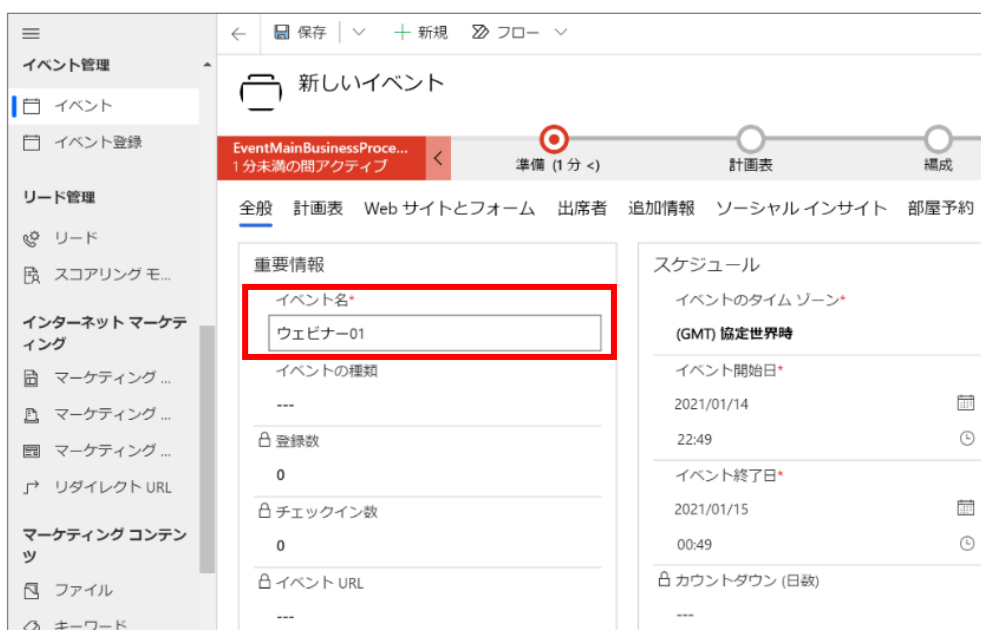 イベント管理
イベント
イベント登録
リード管理
リード
スコアリング モ...
インターネット マーケテ
ィング
マーケティング ...
マーケティング ...
マーケティング ...
リダイレクト URL
マーケティング コンテン
ツ
ファイル
キーワード
保存
新規
フロー
新しいイベント
EventMainBusinessProce...
1 分未満の間アクティブ
準備 (1 分 <)
計画表
編成
全般 計画表 Web サイトとフォーム 出席者 追加情報 ソーシャル インサイト 部屋予約
重要情報
イベント名*
ウェビナー01
イベントの種類
---
登録数
0
チェックイン数
0
イベント URL
---
スケジュール
イベントのタイム ゾーン*
(GMT) 協定世界時
イベント開始日*
2021/01/14
22:49
イベント終了日*
2021/01/15
00:49
カウントダウン (日数)
---